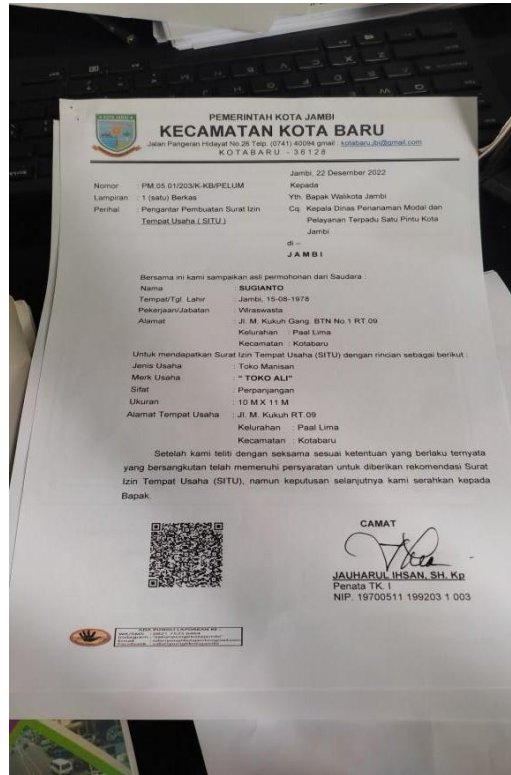 PEMERINTAH KOTA JAMBI
KECAMATAN KOTA BARU
Jalan Pangeran Hidayat No.26 Telp. (0741) 40094 gmail : kotabaru.jbi@gmail.com
KOTABARU - 36128
Jambi, 22 Desember 2022
Nomor : PM.05.01/203/K-KB/PELUM
Kepada
Lampiran : 1 (satu) Berkas
Yth. Bapak Walikota Jambi
Perihal : Pengantar Pembuatan Surat Izin
Cq. Kepala Dinas Penanaman Modal dan
Tempat Usaha ( SITU )
Pelayanan Terpadu Satu Pintu Kota
Jambi
di –
JAMBI
Bersama ini kami sampaikan asli permohonan dari Saudara :
Nama : SUGIANTO
Tempat/Tgl. Lahir : Jambi, 15-08-1978
Pekerjaan/Jabatan : Wiraswasta
Alamat : Jl. M. Kukuh Gang. BTN No.1 RT.09
Kelurahan : Paal Lima
Kecamatan : Kotabaru
Untuk mendapatkan Surat Izin Tempat Usaha (SITU) dengan rincian sebagai berikut :
Jenis Usaha : Toko Manisan
Merk Usaha : " TOKO ALI"
Sifat : Perpanjangan
Ukuran : 10 M X 11 M
Alamat Tempat Usaha : Jl. M. Kukuh RT.09
Kelurahan : Paal Lima
Kecamatan : Kotabaru
Setelah kami teliti dengan seksama sesuai ketentuan yang berlaku ternyata
yang bersangkutan telah memenuhi persyaratan untuk diberikan rekomendasi Surat
Izin Tempat Usaha (SITU), namun keputusan selanjutnya kami serahkan kepada
Bapak.
CAMAT
JAUHARUL IHSAN, SH. Kp
Penata TK. I
NIP. 19700511 199203 1 003
ADA PUNGLI LAPORKAN KE :